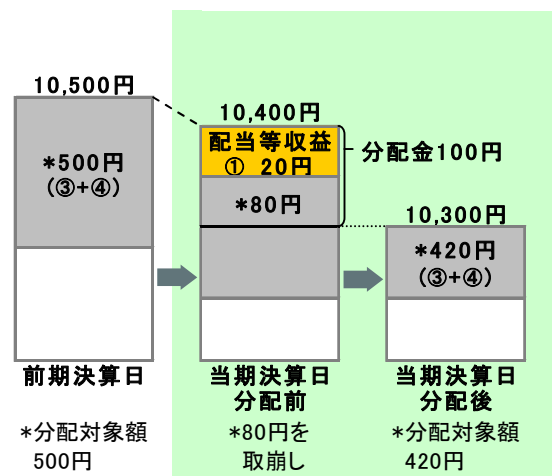 10,500円
*500円
(③+④)
前期決算日
*分配対象額
500円
10,400円
配当等収益
① 20円
*80円
分配金100円
当期決算日
分配前
*80円を
取崩し
10,300円
*420円
(③+④)
当期決算日
分配後
*分配対象額
420円